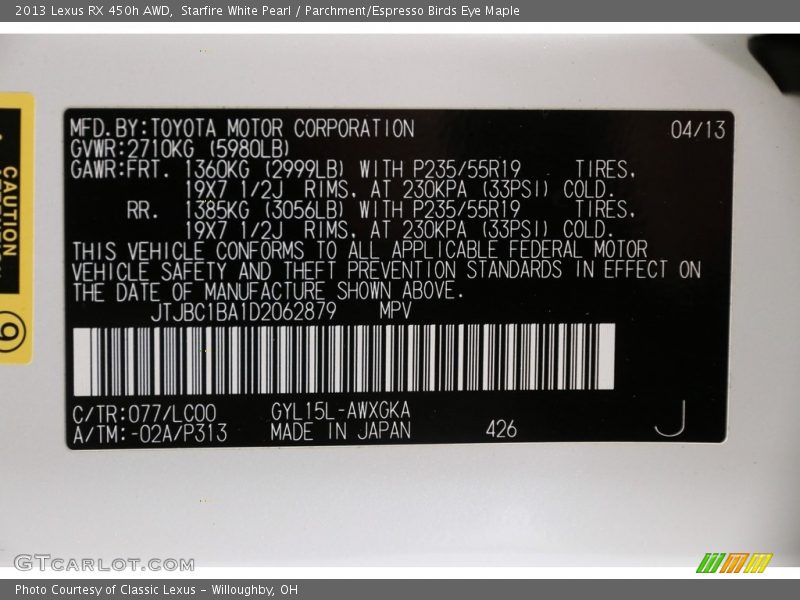 2013 Lexus RX 450h AWD,  Starfire White Pearl / Parchment/Espresso Birds Eye Maple
MFD.BY:TOYOTA MOTOR CORPORATION 04/13
GVWR:2710KG (5980LB)
GAWR:FRT. 1360KG (2999LB) WITH P235/55R19 TIRES,
19X7 1/2J RIMS, AT 230KPA (33PSI) COLD.
RR. 1385KG (3056LB) WITH P235/55R19 TIRES,
19X7 1/2J RIMS, AT 230KPA (33PSI) COLD.
THIS VEHICLE CONFORMS TO ALL APPLICABLE FEDERAL MOTOR
VEHICLE SAFETY AND THEFT PREVENTION STANDARDS IN EFFECT ON
THE DATE OF MANUFACTURE SHOWN ABOVE.
JTJBC1BA1D2062879 MPV
C/TR:077/LC00 GYL15L-AWXGKA
A/TM:-02A/P313 MADE IN JAPAN 426 J
CAUTION
9
GTCARLOT.COM
Photo Courtesy of Classic Lexus - Willoughby, OH